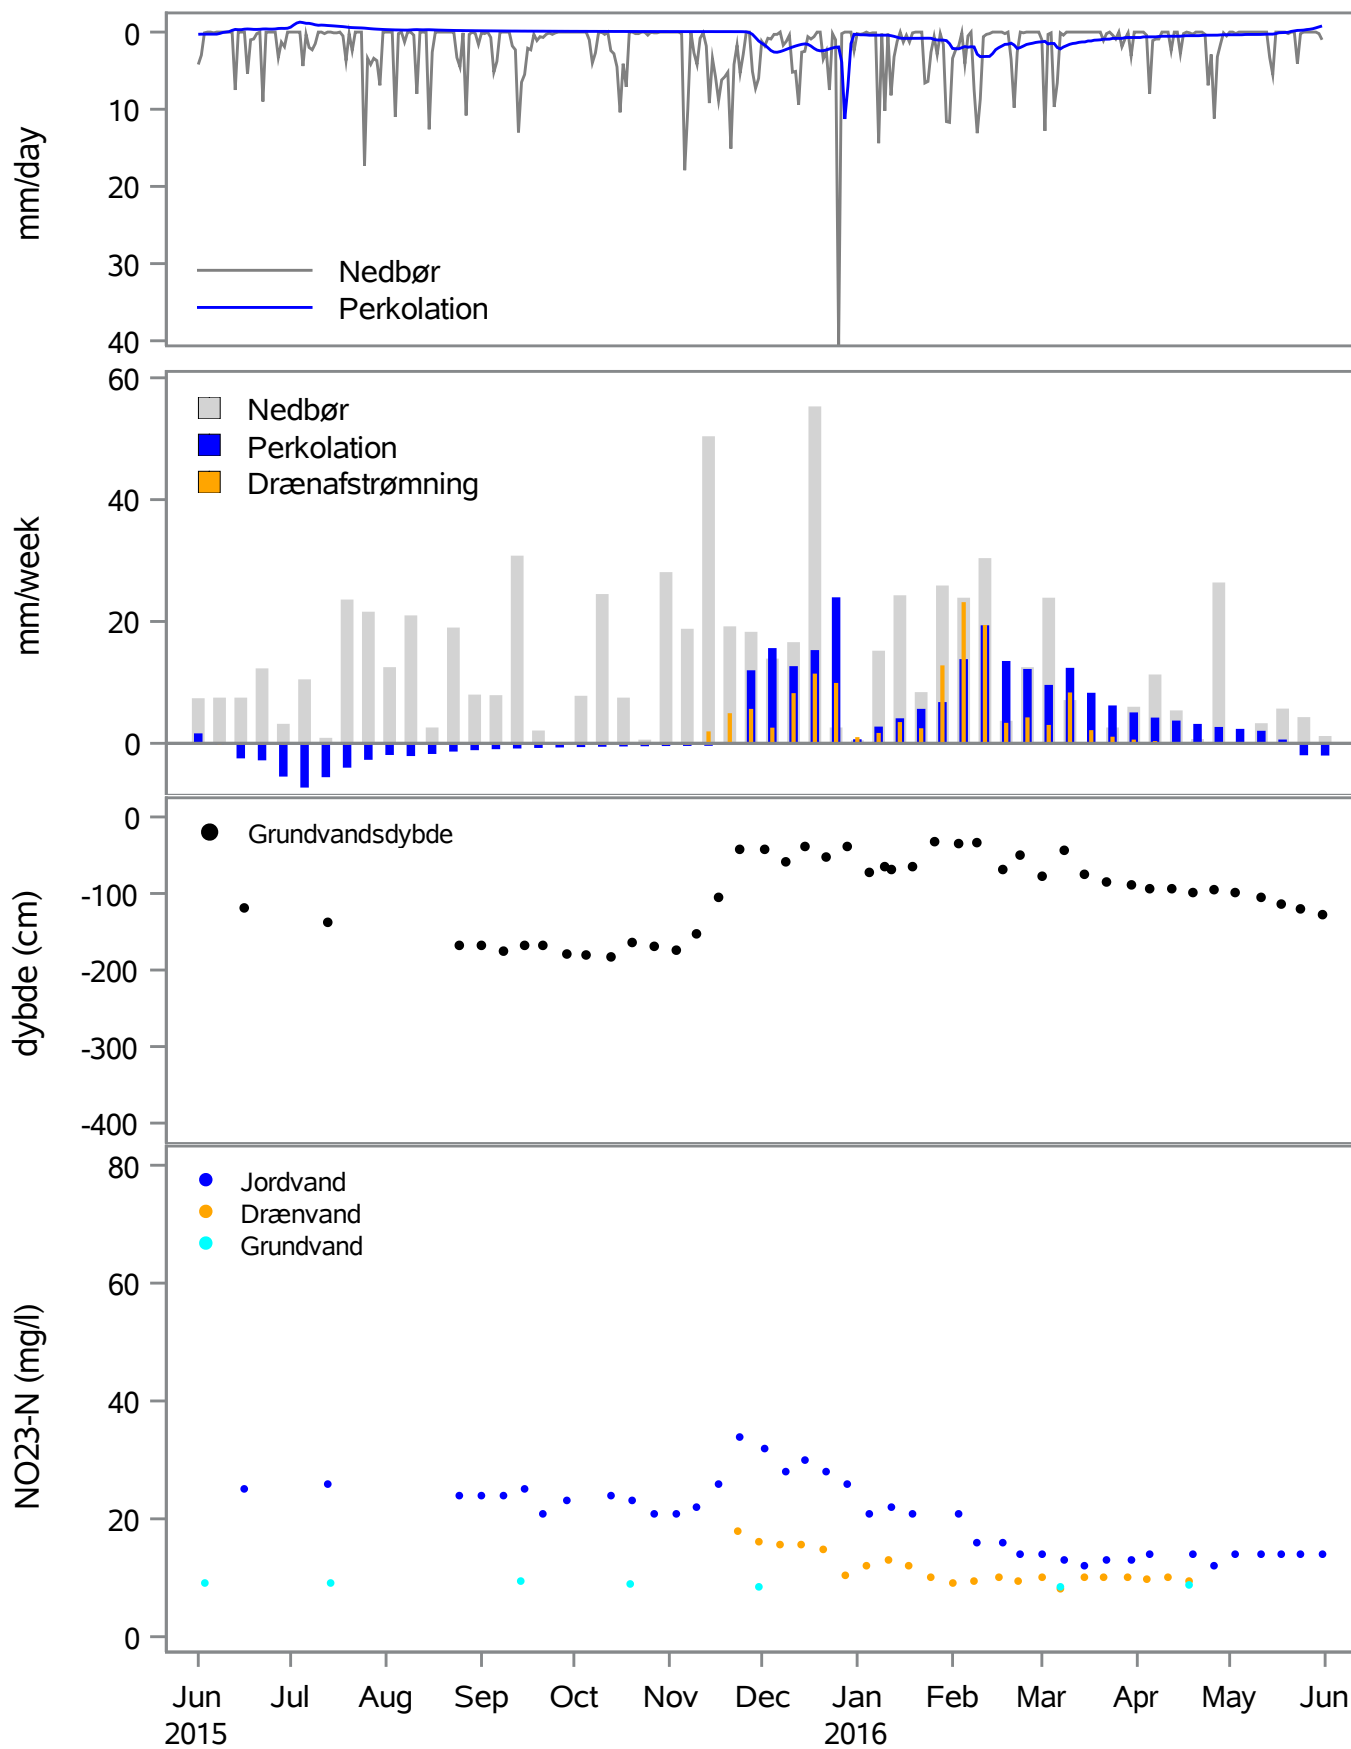 mm/day
0
10
20
30
40
Nedbør
Perkolation
mm/week
60
40
20
0
Nedbør
Perkolation
Drænafstrømning
dybde (cm)
0
-100
-200
-300
-400
Grundvandsdybde
NO23-N (mg/l)
80
60
40
20
0
Jordvand
Drænvand
Grundvand
Jun Jul Aug Sep Oct Nov Dec Jan Feb Mar Apr May Jun
2015 2016